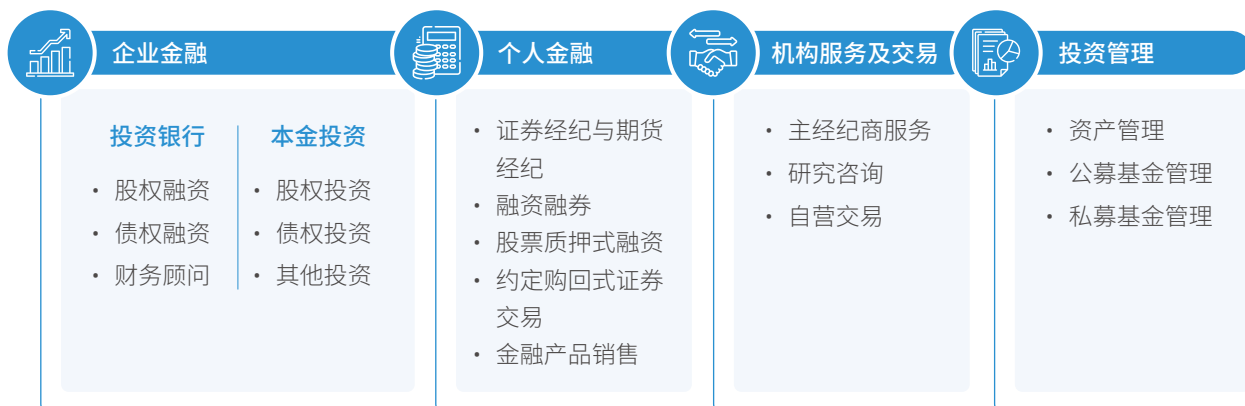 企业金融
投资银行
• 股权融资
• 债权融资
• 财务顾问
本金投资
• 股权投资
• 债权投资
• 其他投资
个人金融
• 证券经纪与期货
经纪
• 融资融券
• 股票质押式融资
• 约定购回式证券
交易
• 金融产品销售
机构服务及交易
• 主经纪商服务
• 研究咨询
• 自营交易
投资管理
• 资产管理
• 公募基金管理
• 私募基金管理